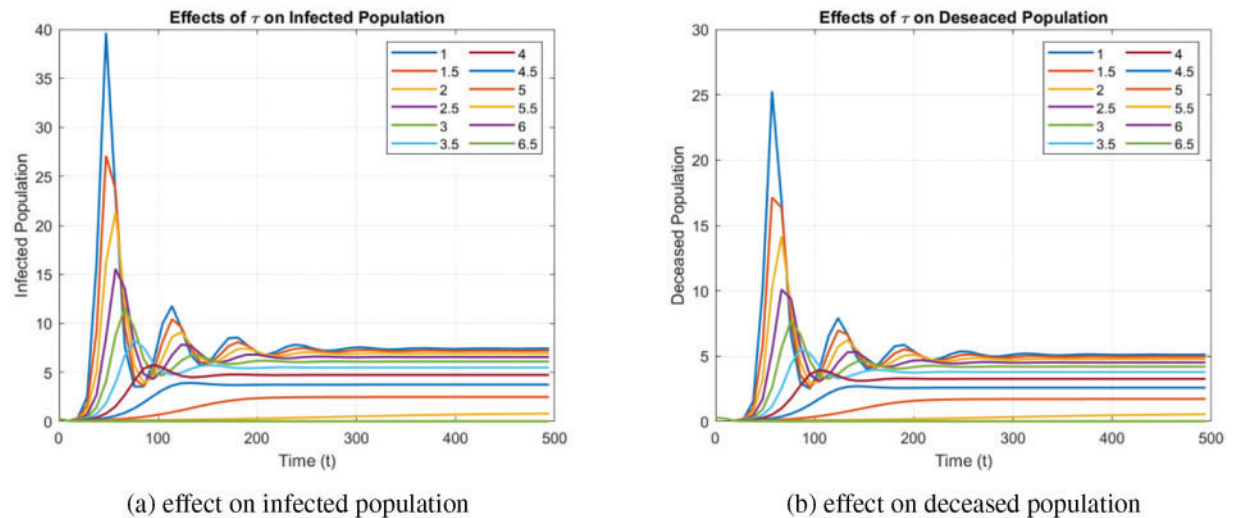 Effects of τ on Infected Population
40
35
30
25
20
15
10
5
0
Infected Population
0 100 200 300 400 500
Time (t)
1 4
1.5 4.5
2 5
2.5 5.5
3 6
3.5 6.5
(a) effect on infected population
Effects of τ on Deseaced Population
30
25
20
15
10
5
0
Deceased Population
0 100 200 300 400 500
Time (t)
1 4
1.5 4.5
2 5
2.5 5.5
3 6
3.5 6.5
(b) effect on deceased population